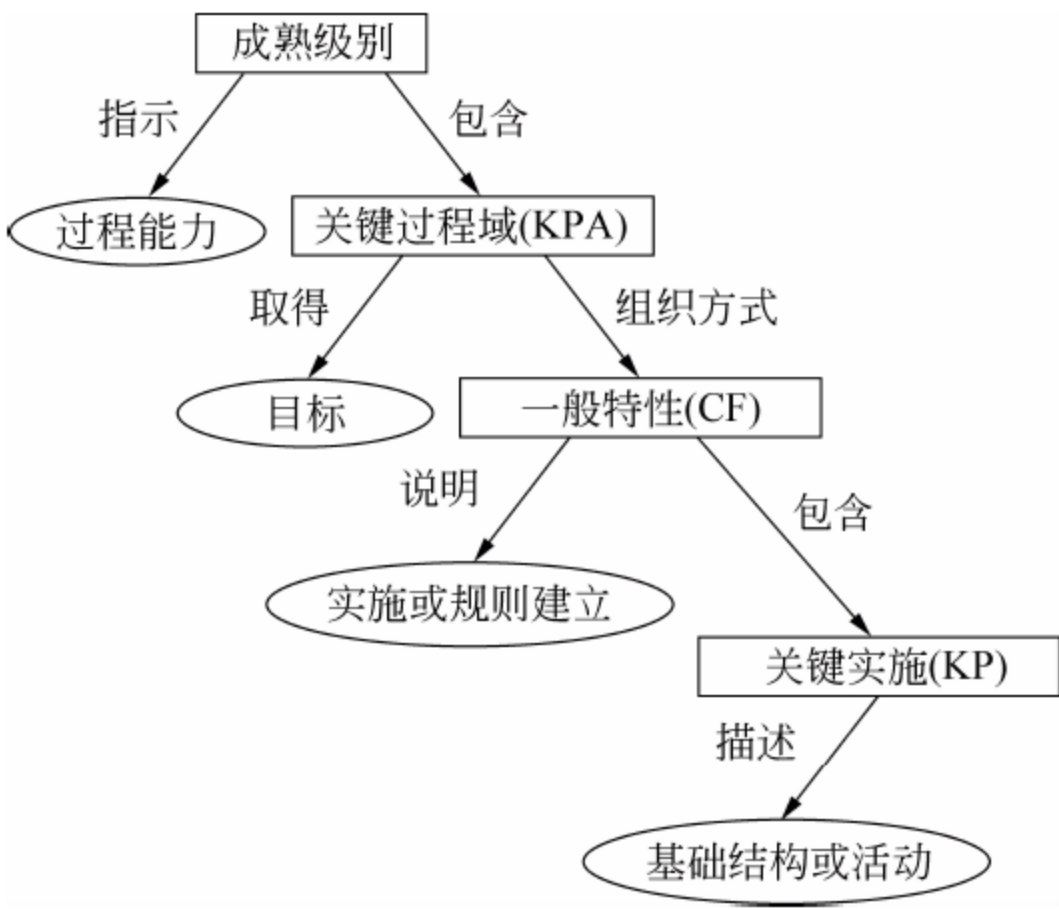 成熟级别
指示
包含
过程能力
关键过程域(KPA)
取得
组织方式
目标
一般特性(CF)
说明
包含
实施或规则建立
关键实施(KP)
描述
基础结构或活动